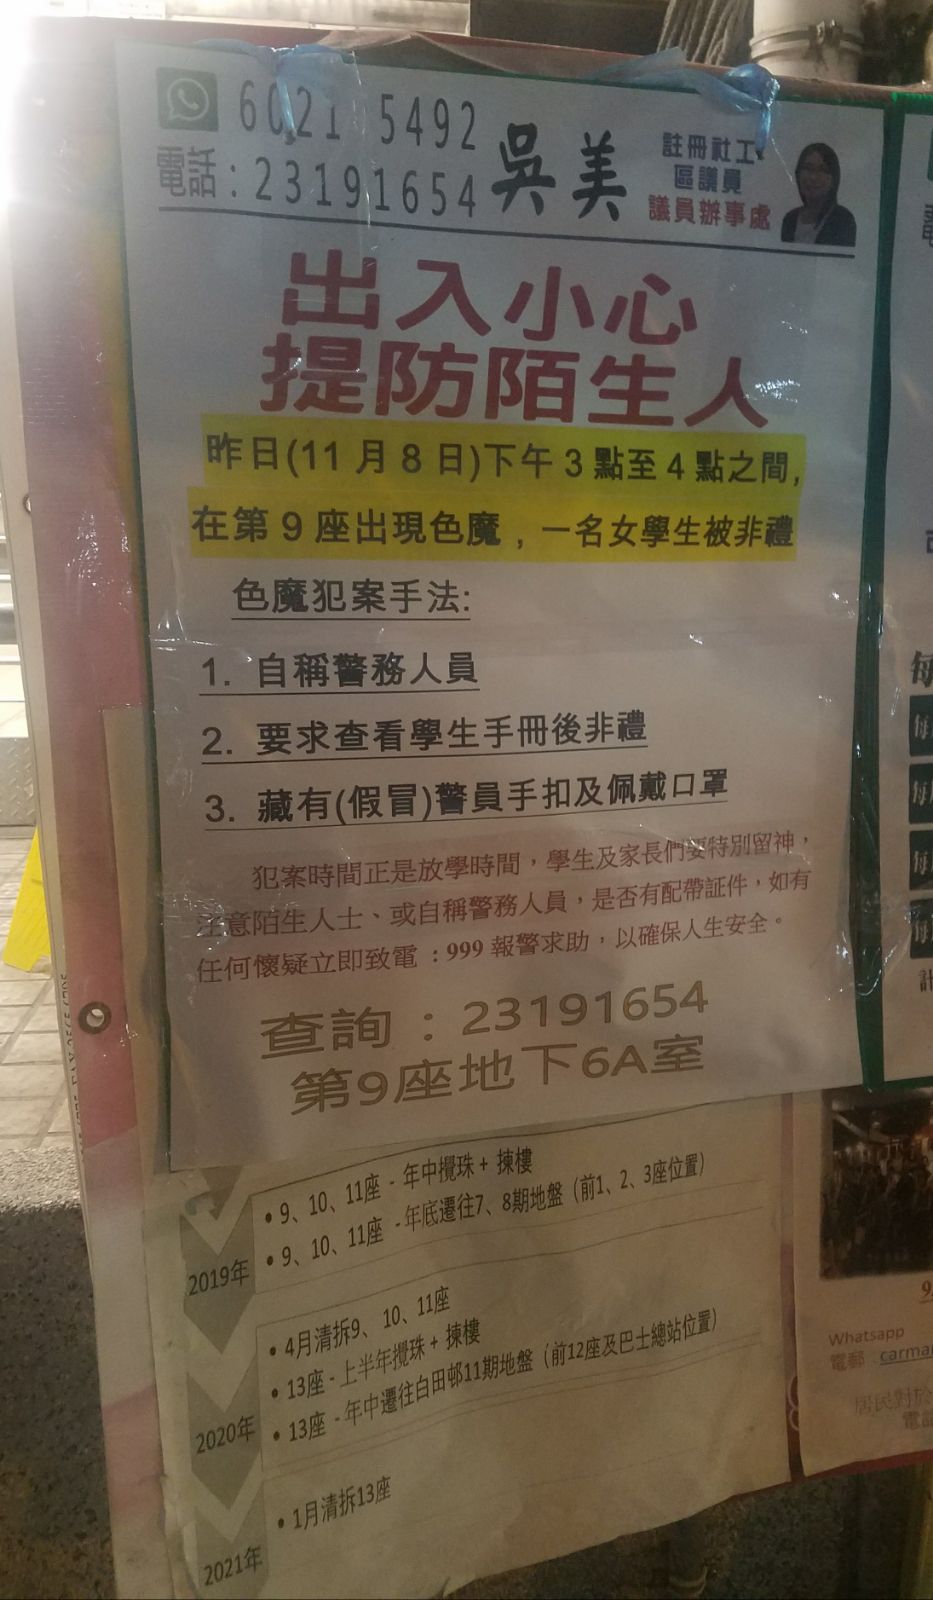 6021 5492
電話：23191654
吳美
註冊社工
區議員
議員辦事處
出入小心
提防陌生人
昨日(11月8日)下午3點至4點之間,
在第9座出現色魔，一名女學生被非禮
色魔犯案手法:
1. 自稱警務人員
2. 要求查看學生手冊後非禮
3. 藏有(假冒)警員手扣及佩戴口罩
犯案時間正是放學時間，學生及家長們要特別留神，
注意陌生人士、或自稱警務人員，是否有配帶証件，如有
任何懷疑立即致電：999 報警求助，以確保人生安全。
查詢：23191654
第9座地下6A室
2019年
• 9、10、11座 - 年中攪珠 + 揀樓
• 9、10、11座 - 年底遷往7、8期地盤（前1、2、3座位置）
2020年
• 4月清拆9、10、11座
• 13座 - 上半年攪珠 + 揀樓
• 13座 - 年中遷往白田邨11期地盤（前12座及巴士總站位置）
2021年
• 1月清拆13座
Whatsapp
電郵：
居民對於